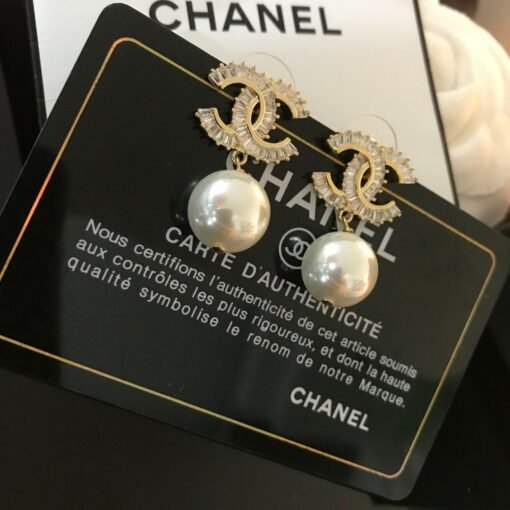 CHANEL
CHANEL
CARTE D'AUTHENTICITÉ
Nous certifions l'authenticité de cet article soumis
aux contrôles les plus rigoureux, et dont la haute
qualité symbolise le renom de notre Marque.
CHANEL